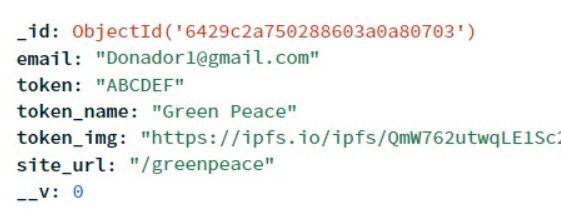 _id: ObjectId('6429c2a750288603a0a80703')
email: "Donador1@gmail.com"
token: "ABCDEF"
token_name: "Green Peace"
token_img: "https://ipfs.io/ipfs/QmW762utwqLE1Sc2
site_url: "/greenpeace"
__v: 0